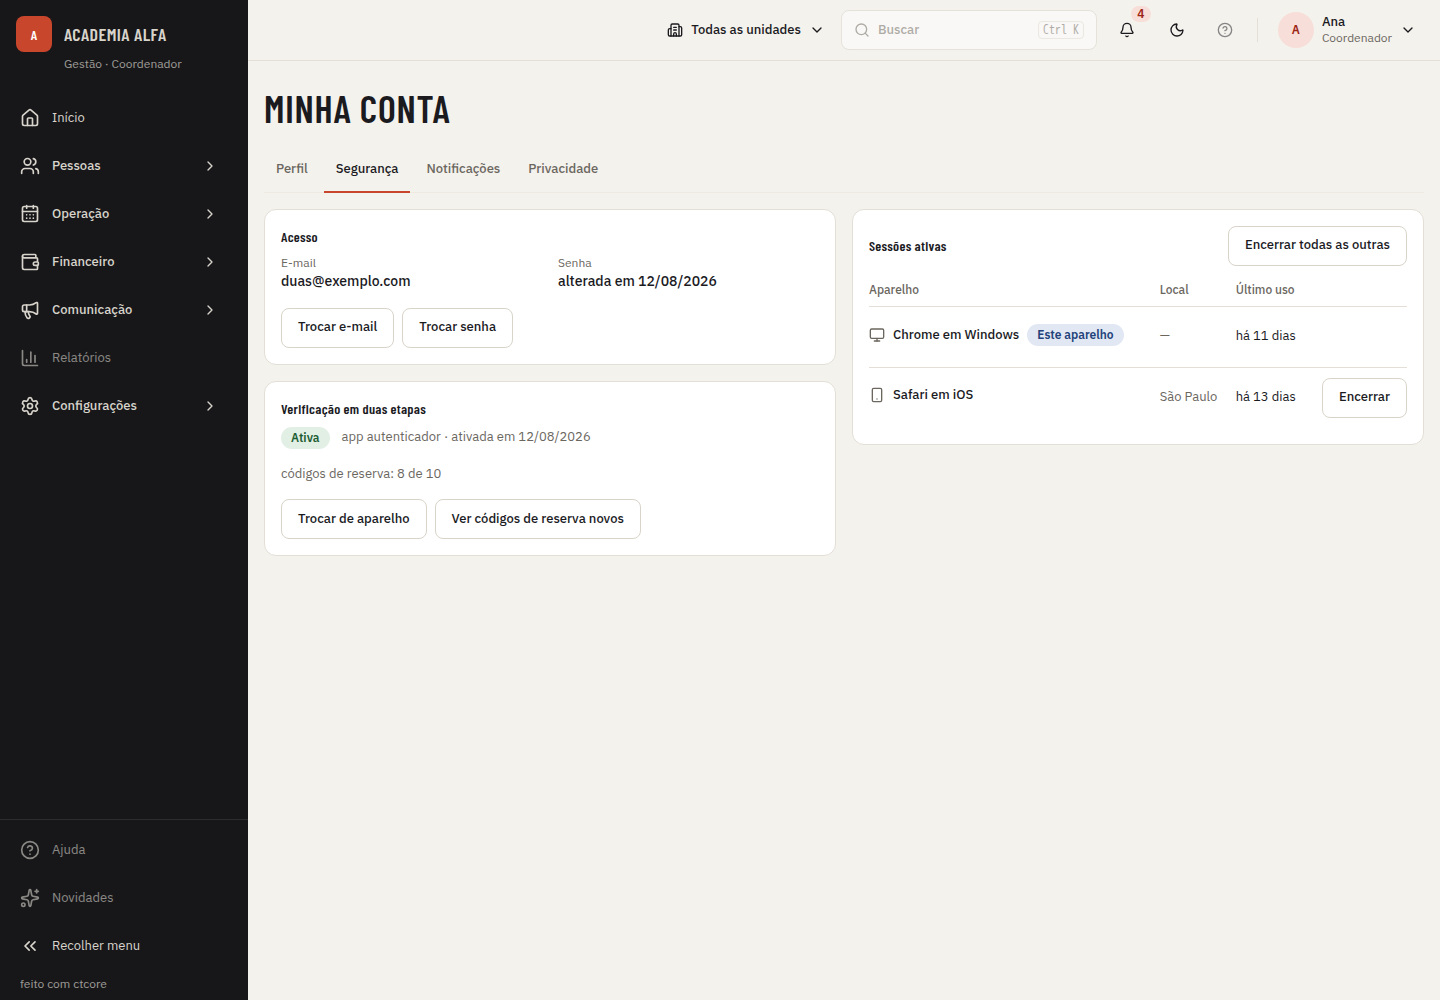 A
ACADEMIA ALFA
Gestão · Coordenador
Início
Pessoas
Operação
Financeiro
Comunicação
Relatórios
Configurações
Ajuda
Novidades
Recolher menu
feito com ctcore
Todas as unidades
Buscar
Ctrl K
4
A
Ana
Coordenador
MINHA CONTA
Perfil
Segurança
Notificações
Privacidade
Acesso
E-mail
duas@exemplo.com
Senha
alterada em 12/08/2026
Trocar e-mail
Trocar senha
Verificação em duas etapas
Ativa
app autenticador · ativada em 12/08/2026
códigos de reserva: 8 de 10
Trocar de aparelho
Ver códigos de reserva novos
Sessões ativas
Encerrar todas as outras
Aparelho
Local
Último uso
Chrome em Windows
Este aparelho
—
há 11 dias
Safari em iOS
São Paulo
há 13 dias
Encerrar